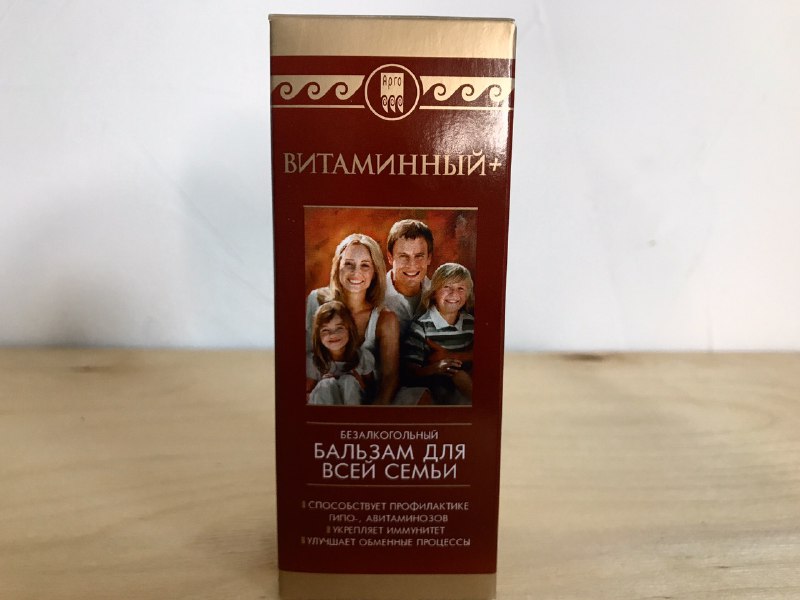 Арго
ВИТАМИННЫЙ+
БЕЗАЛКОГОЛЬНЫЙ
БАЛЬЗАМ ДЛЯ
ВСЕЙ СЕМЬИ
СПОСОБСТВУЕТ ПРОФИЛАКТИКЕ
ГИПО-, АВИТАМИНОЗОВ
УКРЕПЛЯЕТ ИММУНИТЕТ
УЛУЧШАЕТ ОБМЕННЫЕ ПРОЦЕССЫ